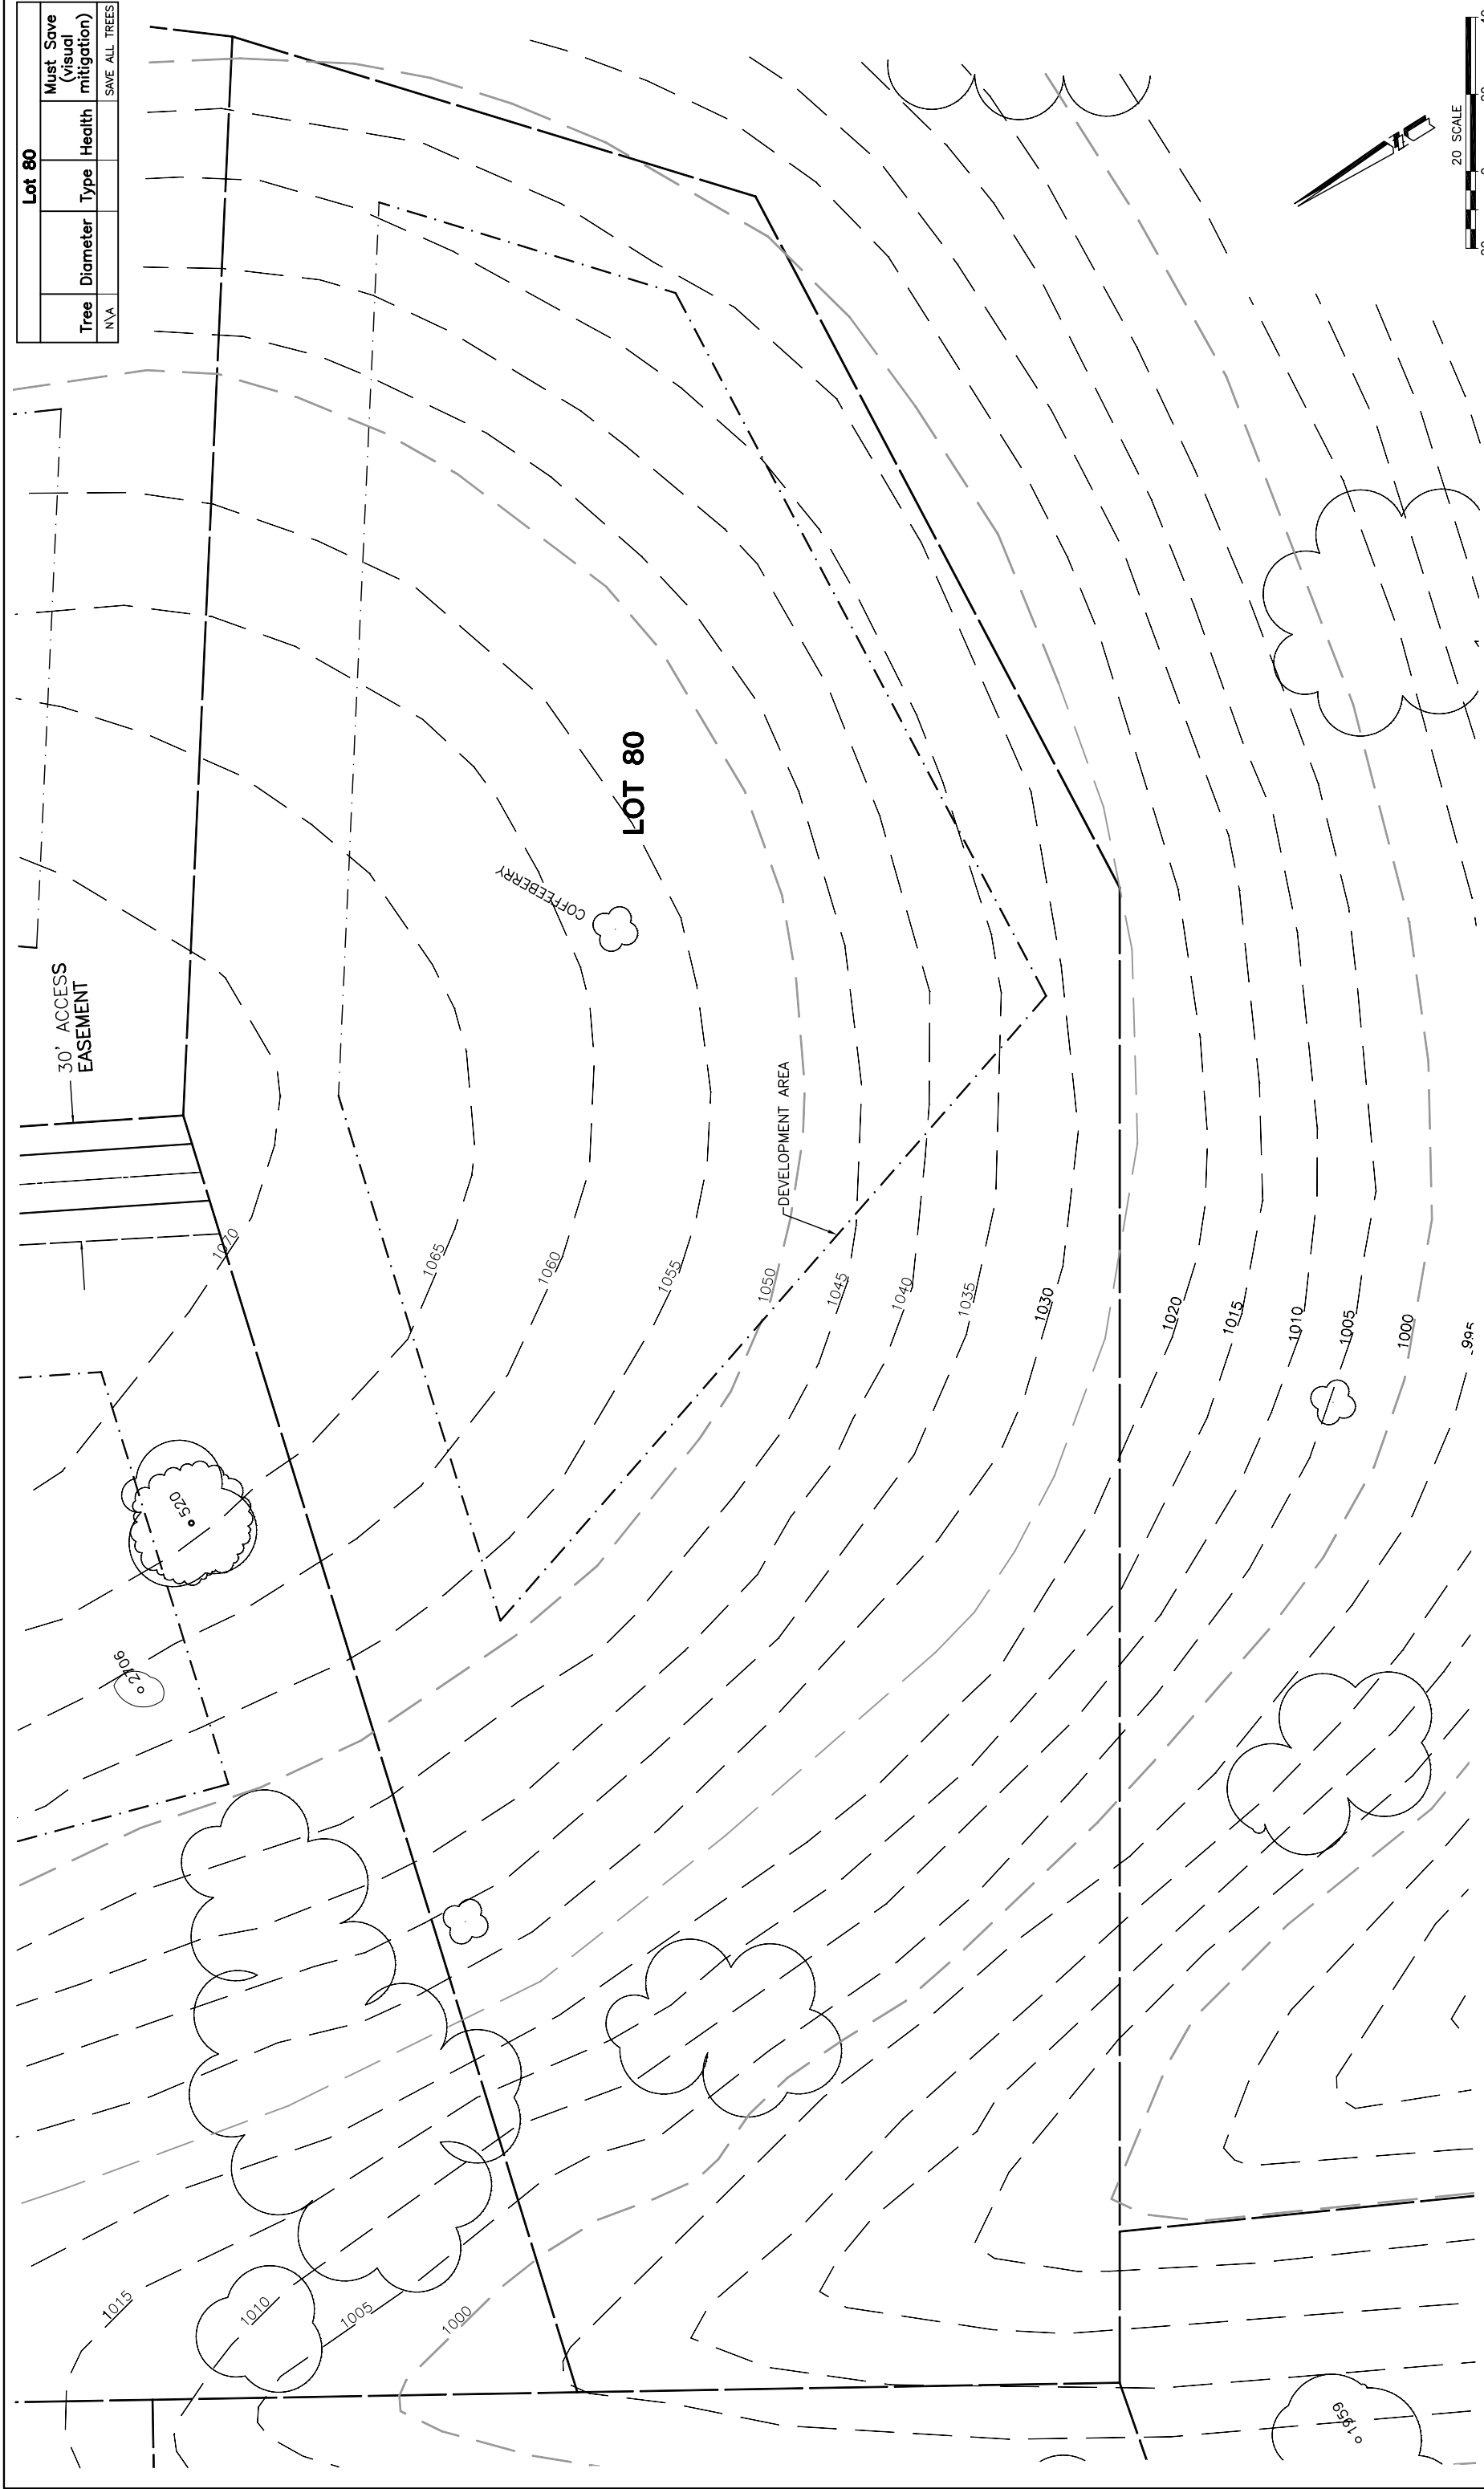 Lot 80
Tree Diameter Type Health Must Save
(visual
mitigation)
N\A SAVE ALL TREES
20 SCALE
30' ACCESS
EASEMENT
LOT 80
COFFEEBERRY
DEVELOPMENT AREA
1070
1065
1060
1055
1050
1045
1040
1035
1030
1020
1015
1010
1005
1000
995
520
2106
1015
1010
1005
1000
1959